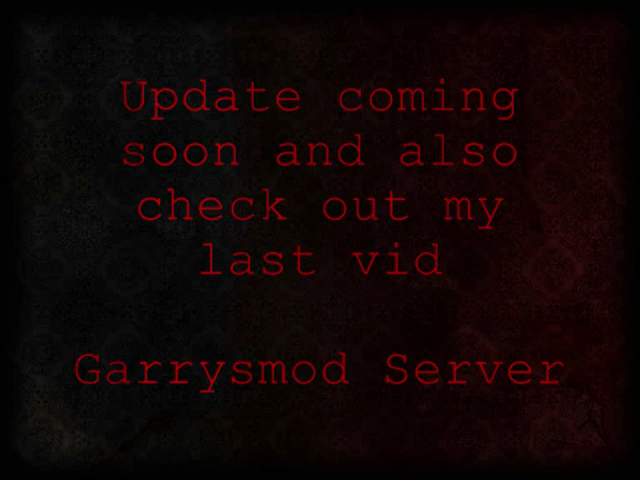 Update coming
soon and also
check out my
last vid
Garrysmod Server